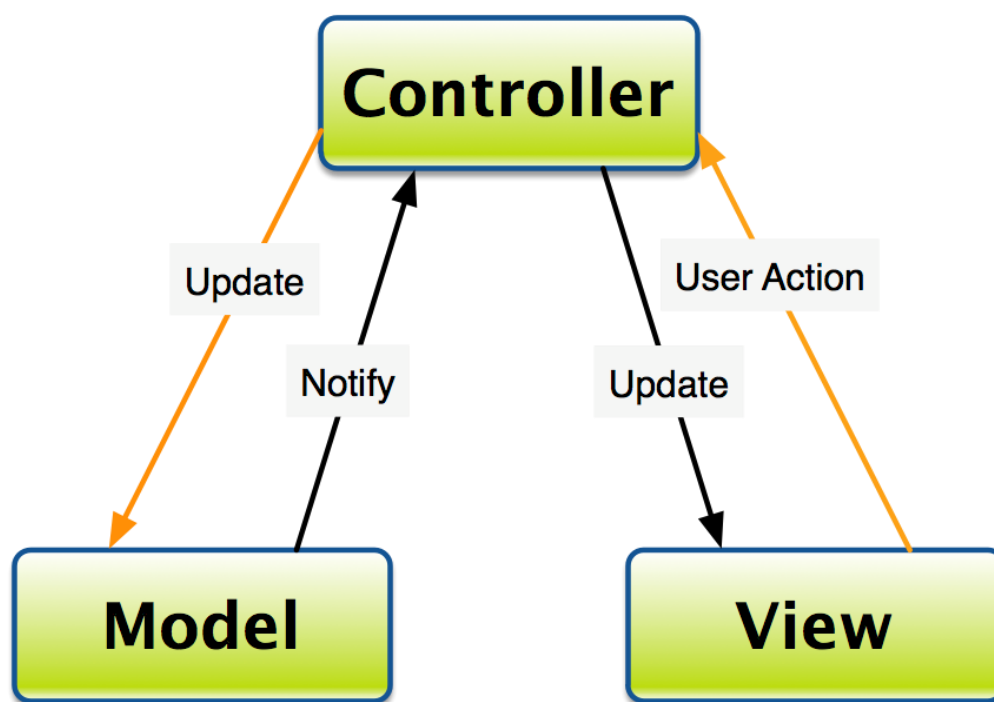 Controller
Update
User Action
Notify
Update
Model
View